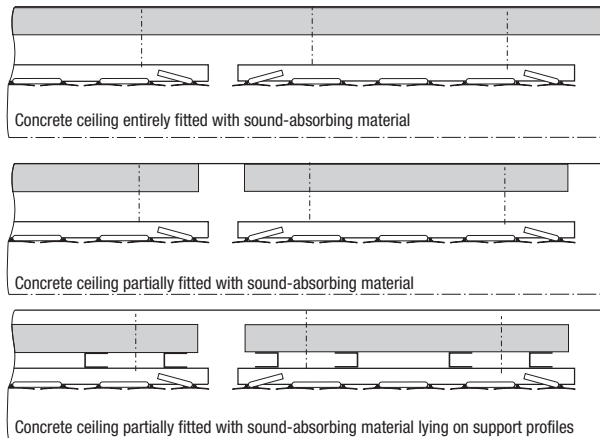 Concrete ceiling entirely fitted with sound-absorbing material
Concrete ceiling partially fitted with sound-absorbing material
Concrete ceiling partially fitted with sound-absorbing material lying on support profiles